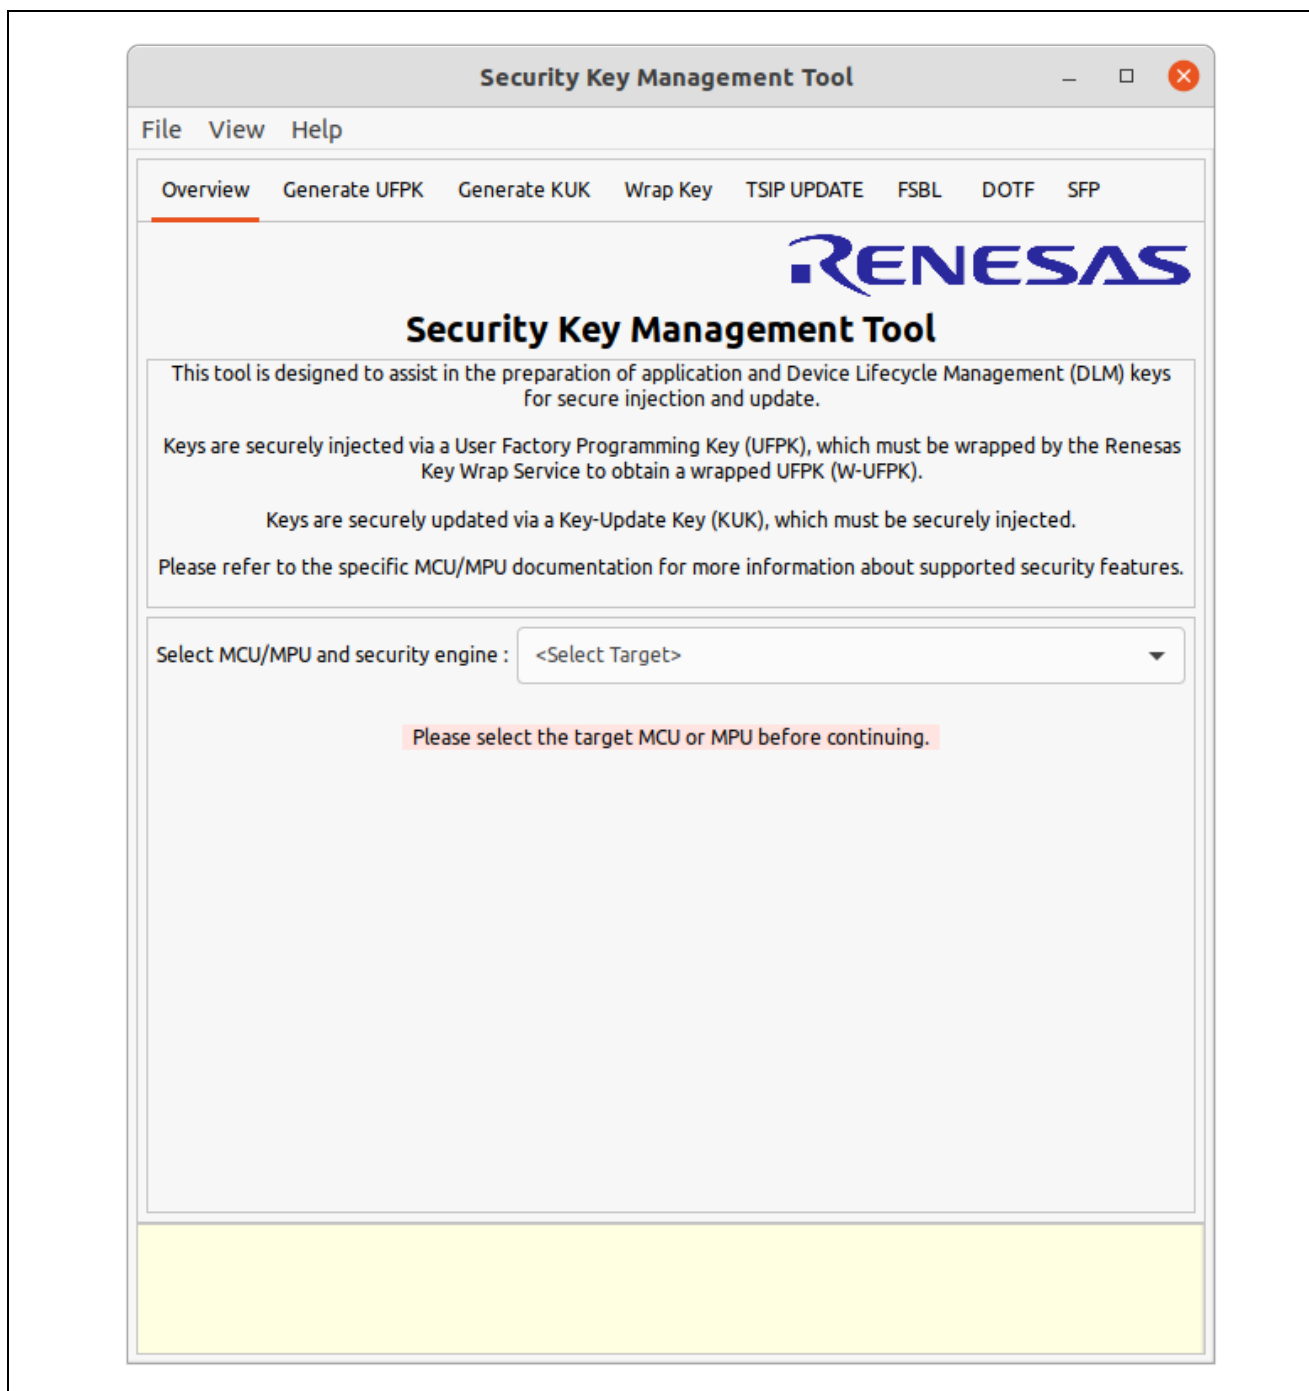 Security Key Management Tool
File View Help
Overview Generate UFPK Generate KUK Wrap Key TSIP UPDATE FSBL DOTF SFP
RENESAS
Security Key Management Tool
This tool is designed to assist in the preparation of application and Device Lifecycle Management (DLM) keys
for secure injection and update.
Keys are securely injected via a User Factory Programming Key (UFPK), which must be wrapped by the Renesas
Key Wrap Service to obtain a wrapped UFPK (W-UFPK).
Keys are securely updated via a Key-Update Key (KUK), which must be securely injected.
Please refer to the specific MCU/MPU documentation for more information about supported security features.
Select MCU/MPU and security engine : <Select Target>
Please select the target MCU or MPU before continuing.